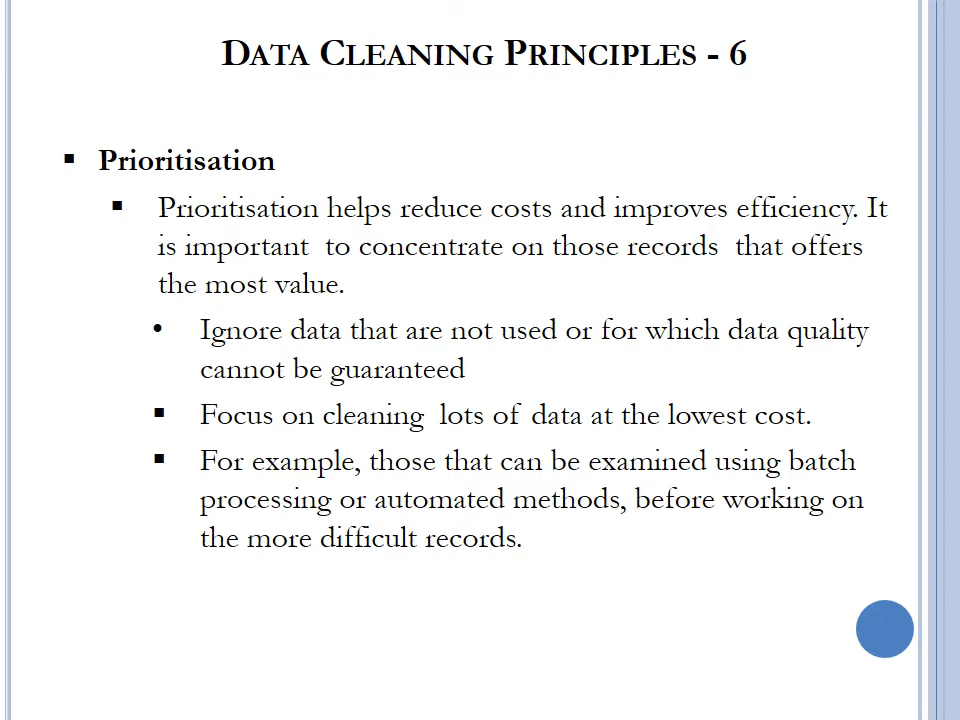 DATA CLEANING PRINCIPLES - 6
▪ Prioritisation
▪ Prioritisation helps reduce costs and improves efficiency. It
is important to concentrate on those records that offers
the most value.
• Ignore data that are not used or for which data quality
cannot be guaranteed
▪ Focus on cleaning lots of data at the lowest cost.
▪ For example, those that can be examined using batch
processing or automated methods, before working on
the more difficult records.